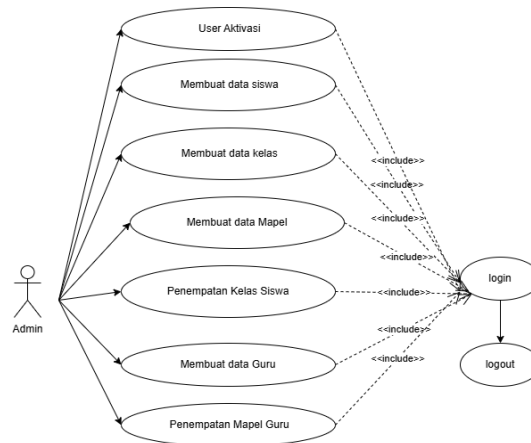 User Aktivasi
Membuat data siswa
<<include>>
Membuat data kelas
<<include>>
<<include>>
Membuat data Mapel
<<include>>
login
Admin
Penempatan Kelas Siswa
<<include>>
<<include>>
Membuat data Guru
<<include>>
logout
Penempatan Mapel Guru